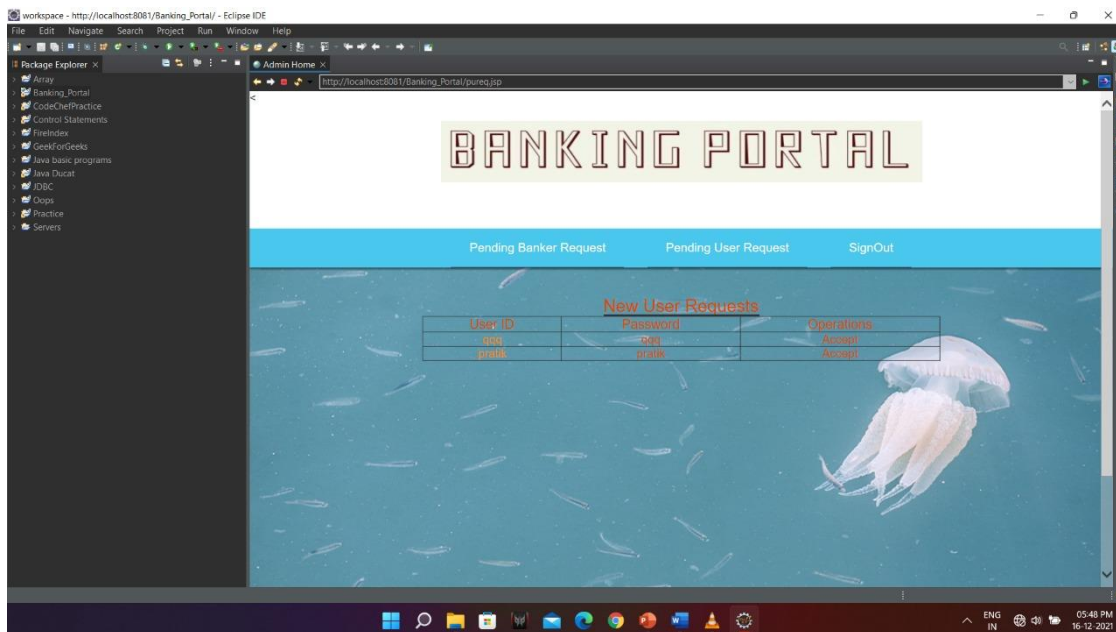 workspace - http://localhost:8081/Banking_Portal/ - Eclipse IDE
File Edit Navigate Search Project Run Window Help
Package Explorer
Admin Home
http://localhost:8081/Banking_Portal/pureq.jsp
Array
Banking_Portal
CodeChefPractice
Control Statements
FireIndex
GeekForGeeks
Java basic programs
Java Ducat
JDBC
Oops
Practice
Servers
<
BANKING PORTAL
Pending Banker Request Pending User Request SignOut
New User Requests
User ID Password Operations
qqq qqq Accept
pratik pratik Accept
ENG 05:48 PM
IN 16-12-2021